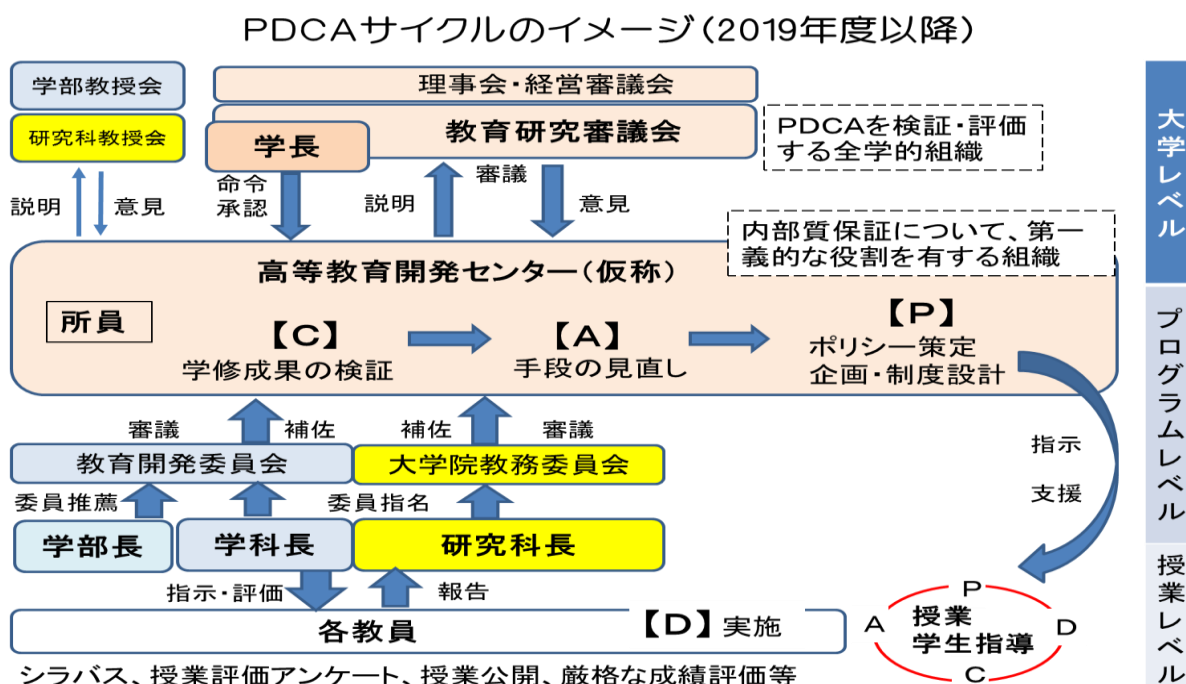 PDCAサイクルのイメージ(2019年度以降)
学部教授会
研究科教授会
理事会・経営審議会
教育研究審議会
学長
PDCAを検証・評価
する全学的組織
説明
意見
命令
承認
説明
審議
意見
内部質保証について、第一
義的な役割を有する組織
高等教育開発センター(仮称)
所員
【C】
学修成果の検証
【A】
手段の見直し
【P】
ポリシー策定
企画・制度設計
審議
補佐
補佐
審議
教育開発委員会
大学院教務委員会
委員推薦
委員指名
学部長
学科長
研究科長
指示・評価
報告
指示
支援
各教員
【D】実施
P
A
授業
学生指導
D
C
シラバス、授業評価アンケート、授業公開、厳格な成績評価等
大学レベル
プログラムレベル
授業レベル